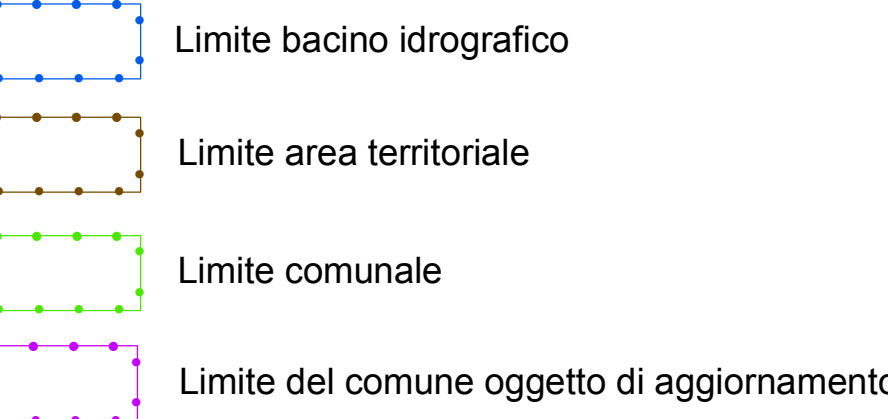 Limite bacino idrografico
Limite area territoriale
Limite comunale
Limite del comune oggetto di aggiornamento